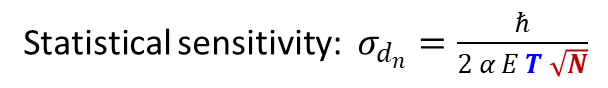 Statistical sensitivity: σ_{d_n} = ℏ / (2 α E T √N)